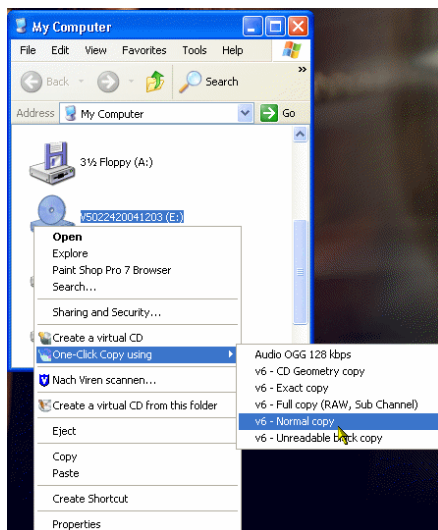 My Computer
File Edit View Favorites Tools Help
Back Search »
Address My Computer Go
3½ Floppy (A:)
V5022420041203 (E:)
Open
Explore
Paint Shop Pro 7 Browser
Search...
Sharing and Security...
Create a virtual CD
One-Click Copy using
Audio OGG 128 kbps
v6 - CD Geometry copy
v6 - Exact copy
v6 - Full copy (RAW, Sub Channel)
v6 - Normal copy
v6 - Unreadable block copy
Nach Viren scannen...
Create a virtual CD from this folder
Eject
Copy
Paste
Create Shortcut
Properties